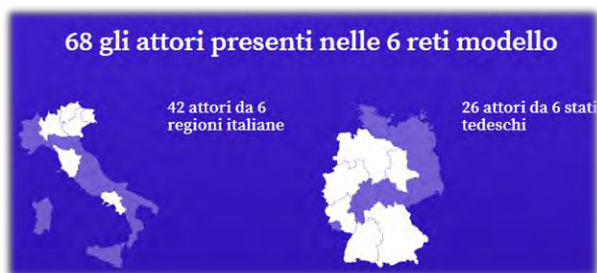 68 gli attori presenti nelle 6 reti modello
42 attori da 6
regioni italiane
26 attori da 6 stati
tedeschi